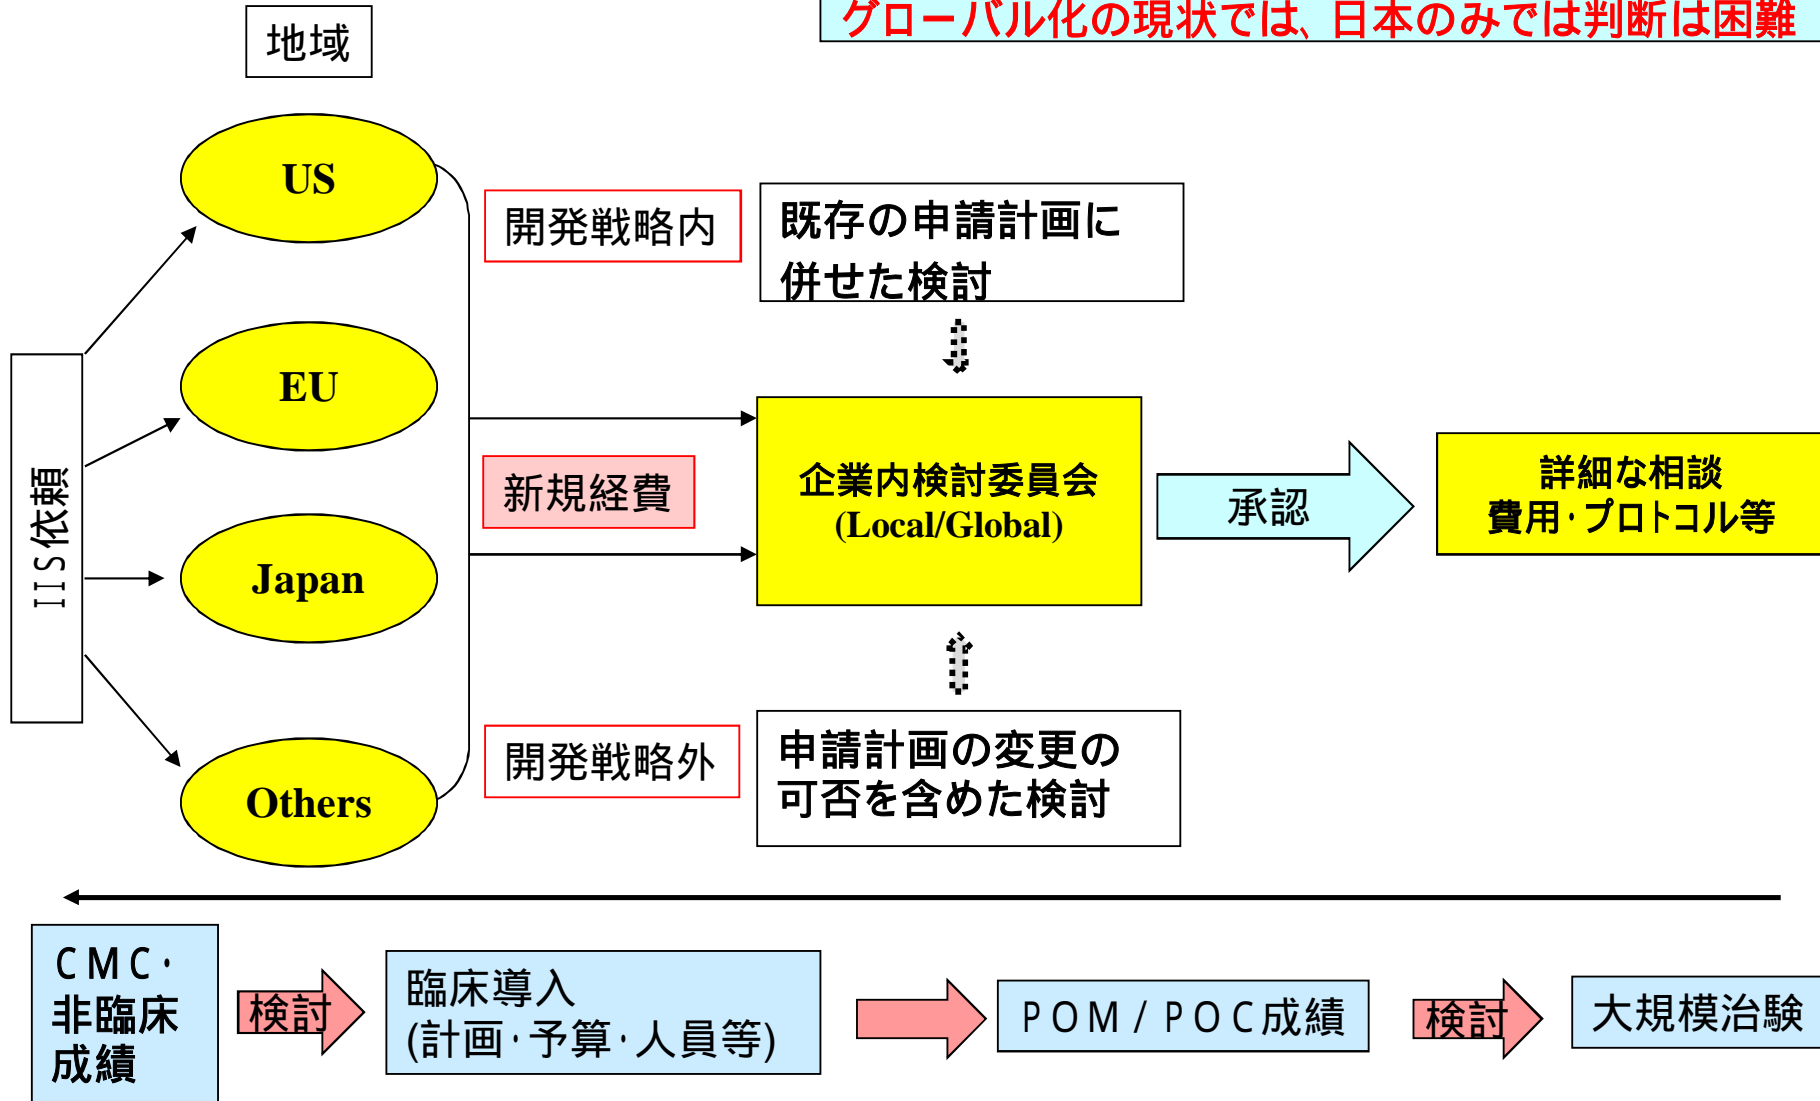 グローバル化の現状では、日本のみでは判断は困難
地域
US
EU
Japan
Others
IIS依頼
開発戦略内
新規経費
開発戦略外
既存の申請計画に
併せた検討
企業内検討委員会
(Local/Global)
申請計画の変更の
可否を含めた検討
承認
詳細な相談
費用・プロトコル等
CMC・
非臨床
成績
検討
臨床導入
(計画・予算・人員等)
POM/POC成績
検討
大規模治験